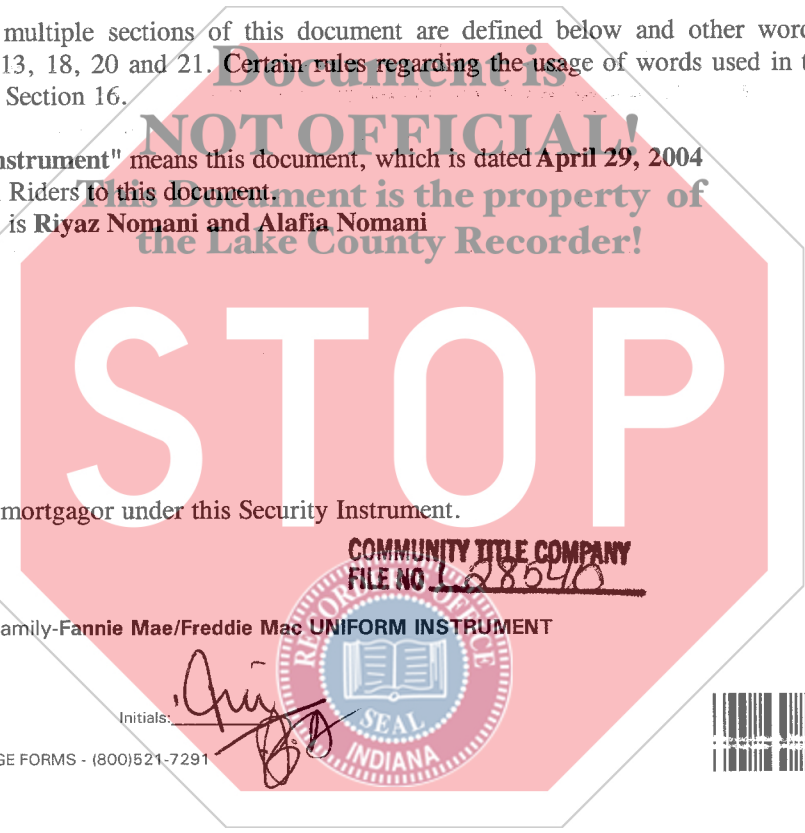 multiple sections of this document are defined below and other word
13, 18, 20 and 21. Certain rules regarding the usage of words used in t
Section 16.
Document is
NOT OFFICIAL!
nstrument" means this document, which is dated April 29, 2004
Riders to this document.
This Document is the property of
is Riyaz Nomani and Alafia Nomani
the Lake County Recorder!
STOP
mortgagor under this Security Instrument.
COMMUNITY TITLE COMPANY
FILE NO L 28540
amily-Fannie Mae/Freddie Mac UNIFORM INSTRUMENT
RECORDER'S OFFICE
SEAL
INDIANA
Initials:
GE FORMS - (800)521-7291